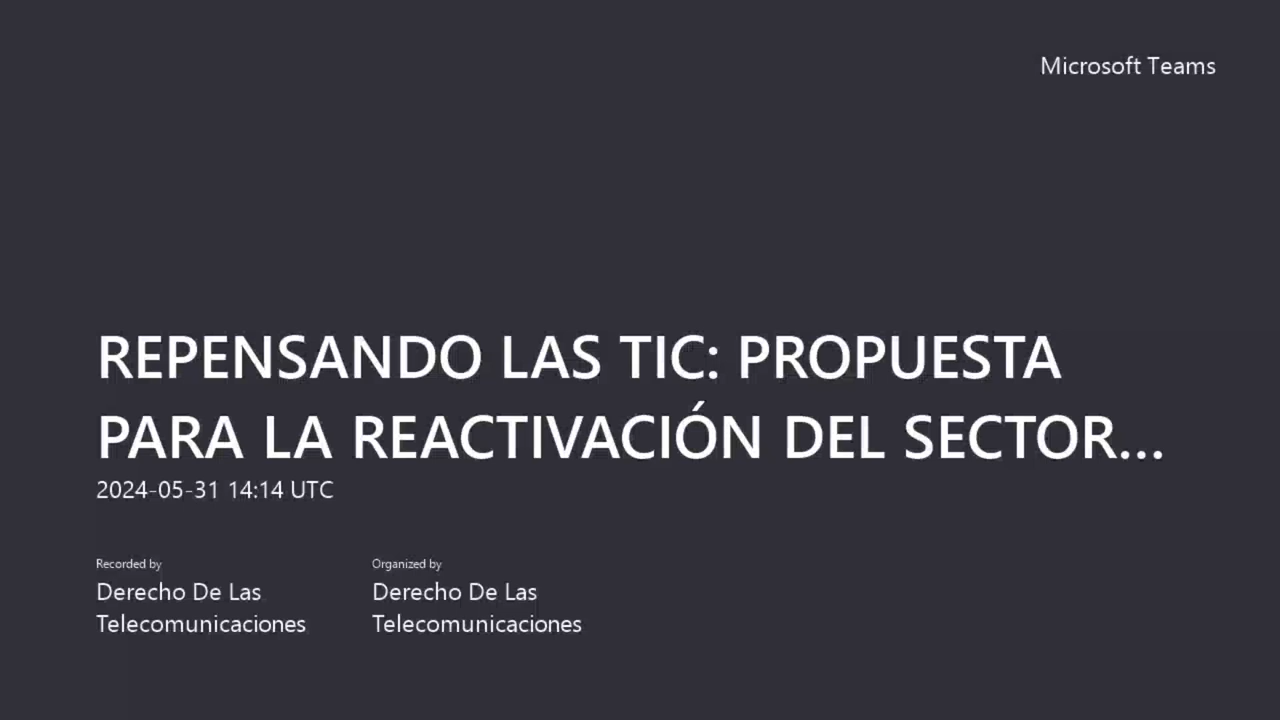 Microsoft Teams
REPENSANDO LAS TIC: PROPUESTA
PARA LA REACTIVACIÓN DEL SECTOR...
2024-05-31 14:14 UTC
Recorded by
Derecho De Las
Telecomunicaciones
Organized by
Derecho De Las
Telecomunicaciones